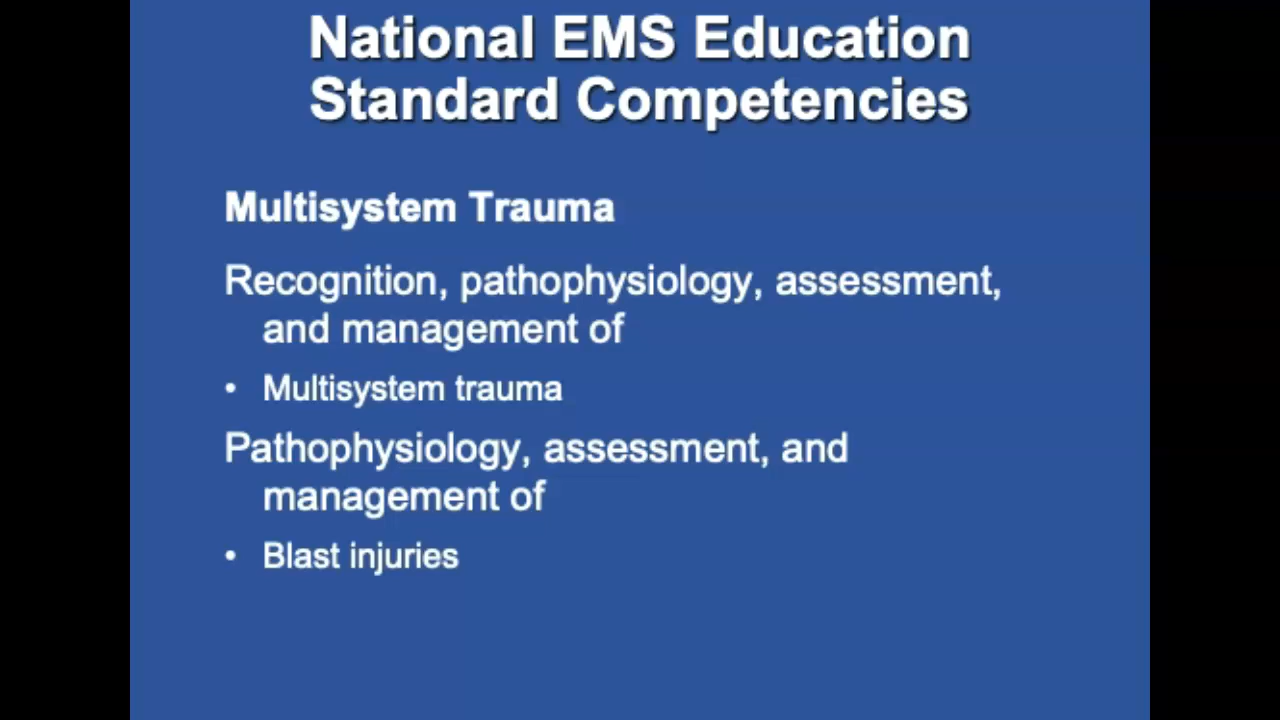 National EMS Education
Standard Competencies
Multisystem Trauma
Recognition, pathophysiology, assessment,
and management of
• Multisystem trauma
Pathophysiology, assessment, and
management of
• Blast injuries